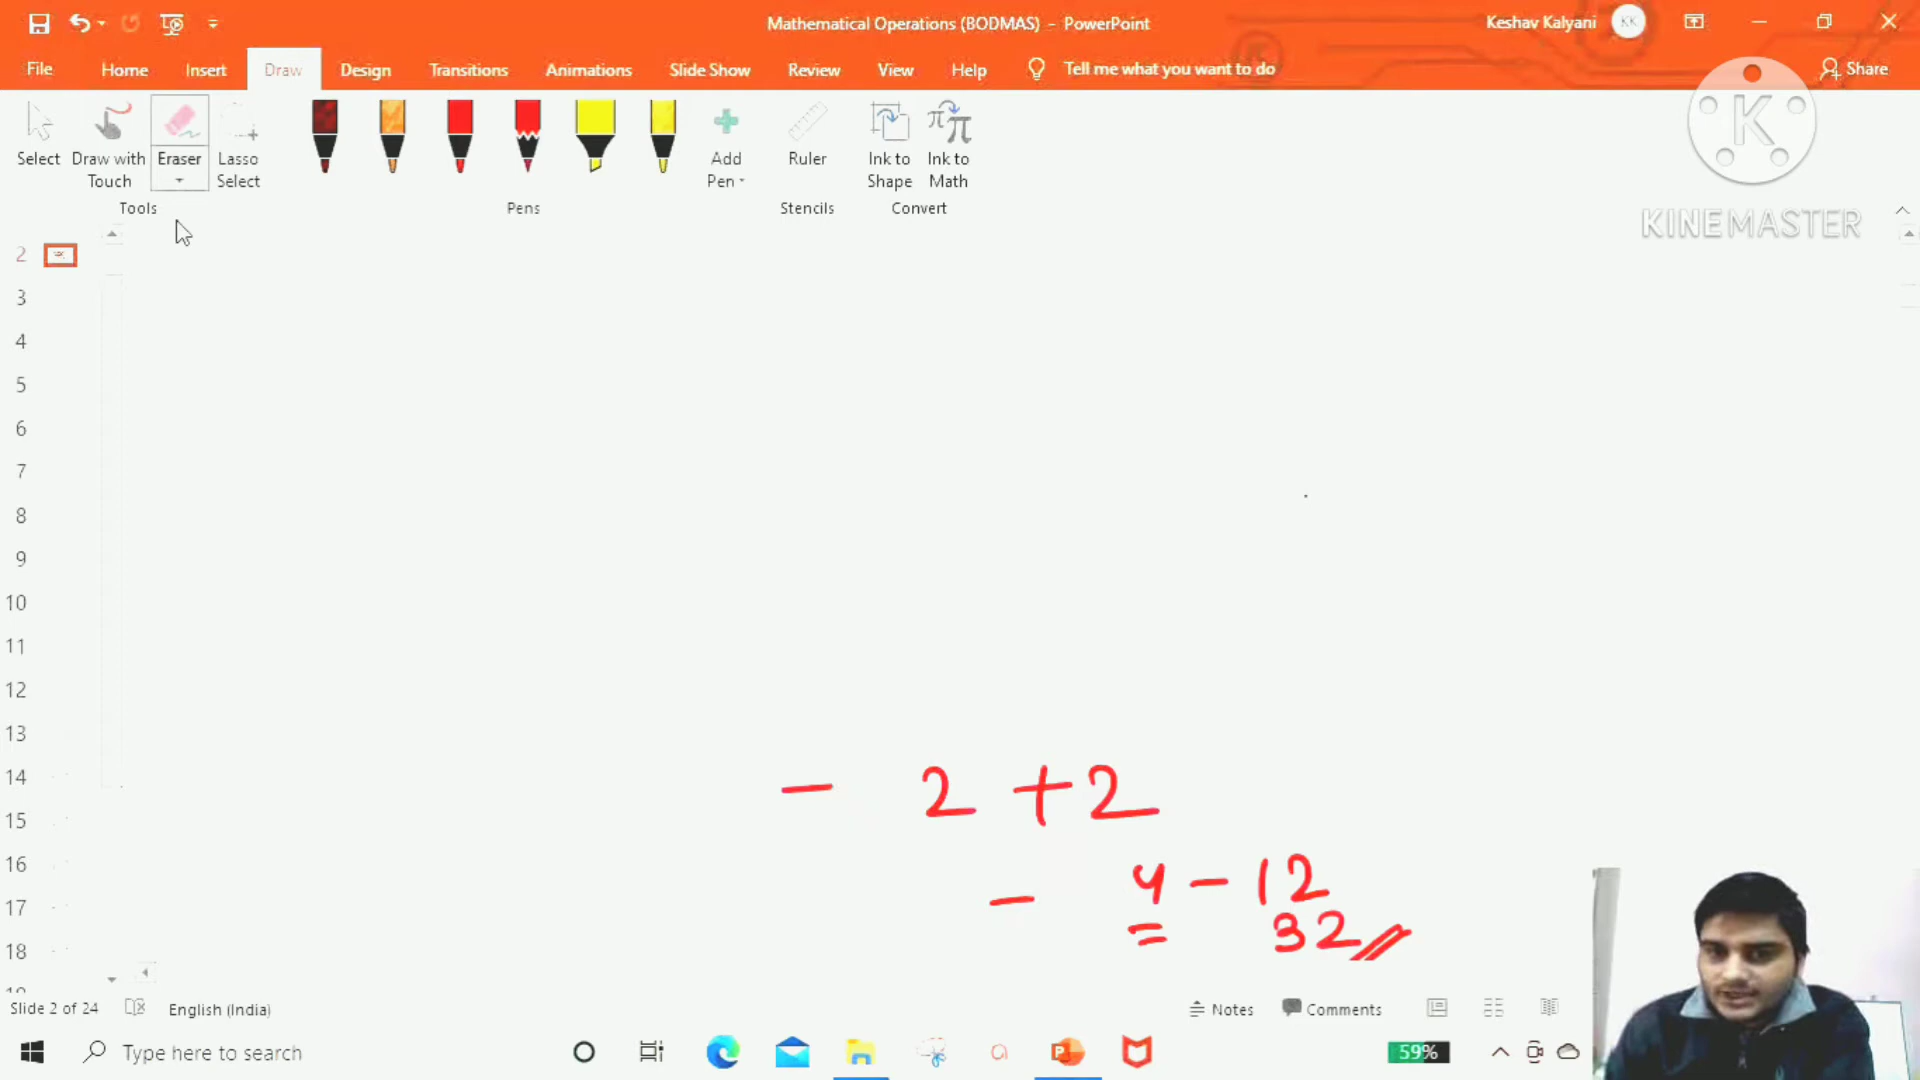 Mathematical Operations (BODMAS) - PowerPoint
Keshav Kalyani KK
File Home Insert Draw Design Transitions Animations Slide Show Review View Help Tell me what you want to do Share
Select Draw with Touch Eraser Lasso Select Add Pen Ruler Ink to Shape Ink to Math
Tools Pens Stencils Convert
K
KINEMASTER
2
3
4
5
6
7
8
9
10
11
12
13
14
15
16
17
18
- 2 + 2
- 4 - 12
= 32
Slide 2 of 24 English (India) Notes Comments
Type here to search 59%